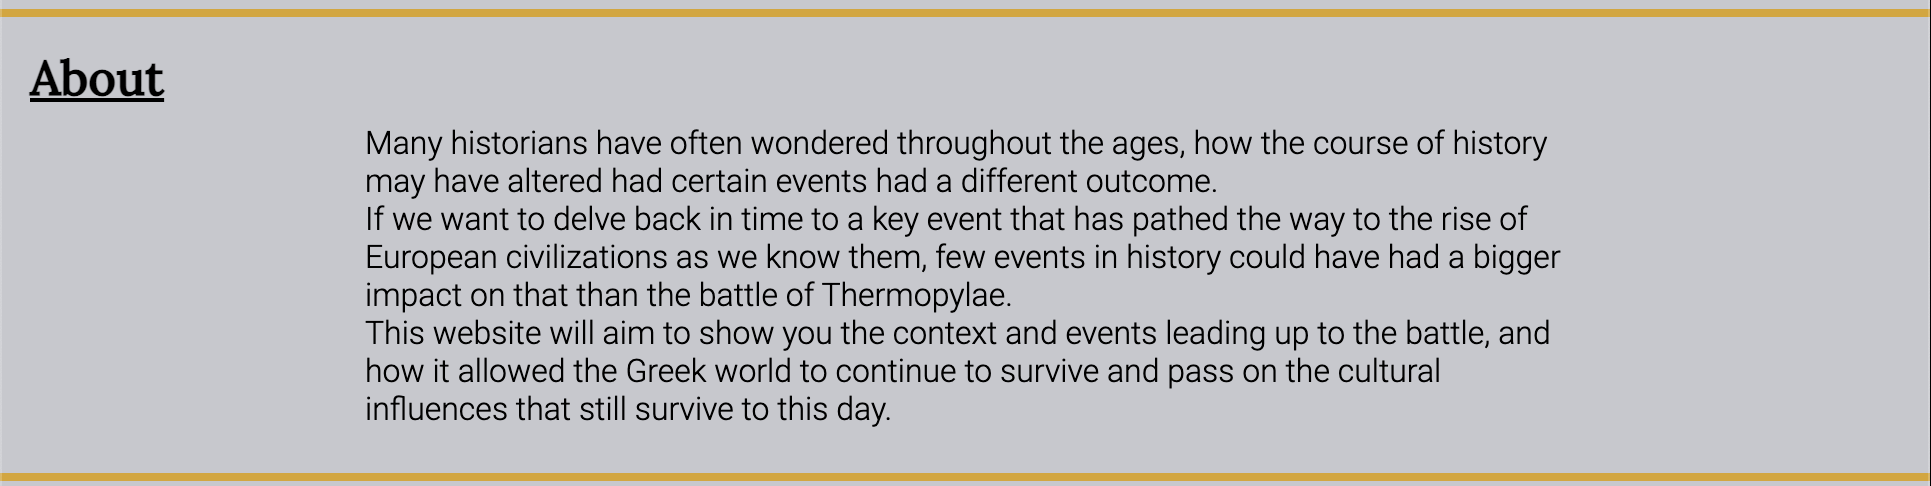 About
Many historians have often wondered throughout the ages, how the course of history
may have altered had certain events had a different outcome.
If we want to delve back in time to a key event that has pathed the way to the rise of
European civilizations as we know them, few events in history could have had a bigger
impact on that than the battle of Thermopylae.
This website will aim to show you the context and events leading up to the battle, and
how it allowed the Greek world to continue to survive and pass on the cultural
influences that still survive to this day.